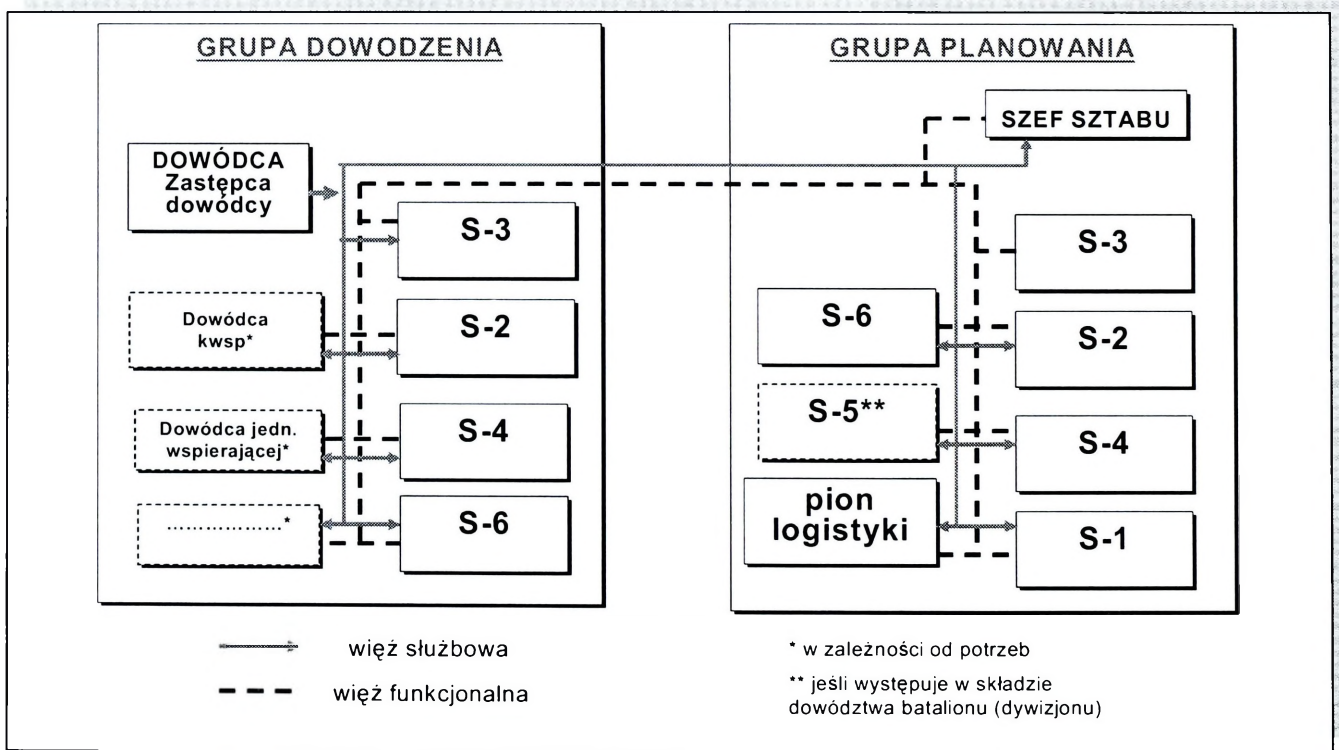 GRUPA DOWODZENIA
DOWÓDCA
Zastępca
dowódcy
S-3
Dowódca
kwsp*
S-2
Dowódca jedn.
wspierającej*
S-4
..................*
S-6
GRUPA PLANOWANIA
SZEF SZTABU
S-3
S-6
S-2
S-5**
S-4
pion
logistyki
S-1
więź służbowa
więź funkcjonalna
* w zależności od potrzeb
** jeśli występuje w składzie
dowództwa batalionu (dywizjonu)